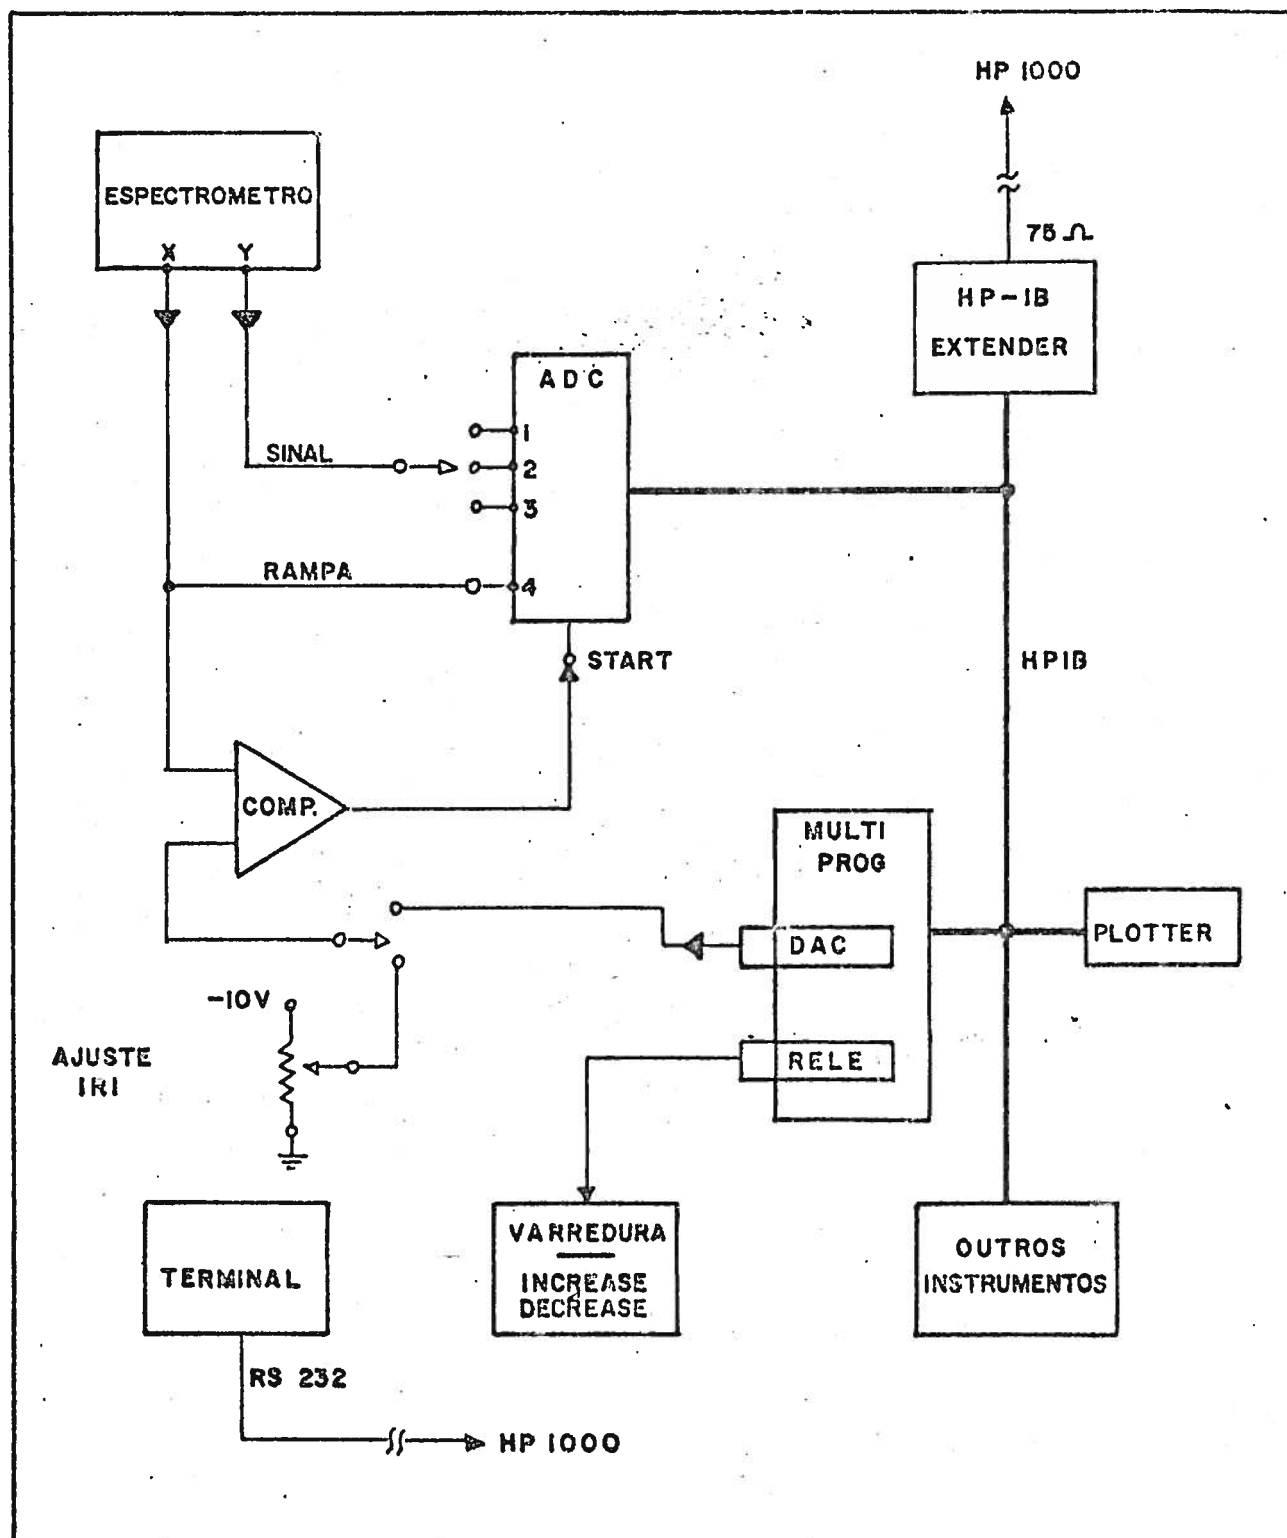 HP 1000
ESPECTROMETRO
X Y
75 Ω
HP-IB
EXTENDER
ADC
1
SINAL
2
3
RAMPA
4
START
HPIB
COMP.
MULTI
PROG
DAC
PLOTTER
-10V
AJUSTE
IRI
RELE
VARREDURA
INCREASE
DECREASE
TERMINAL
OUTROS
INSTRUMENTOS
RS 232
HP 1000